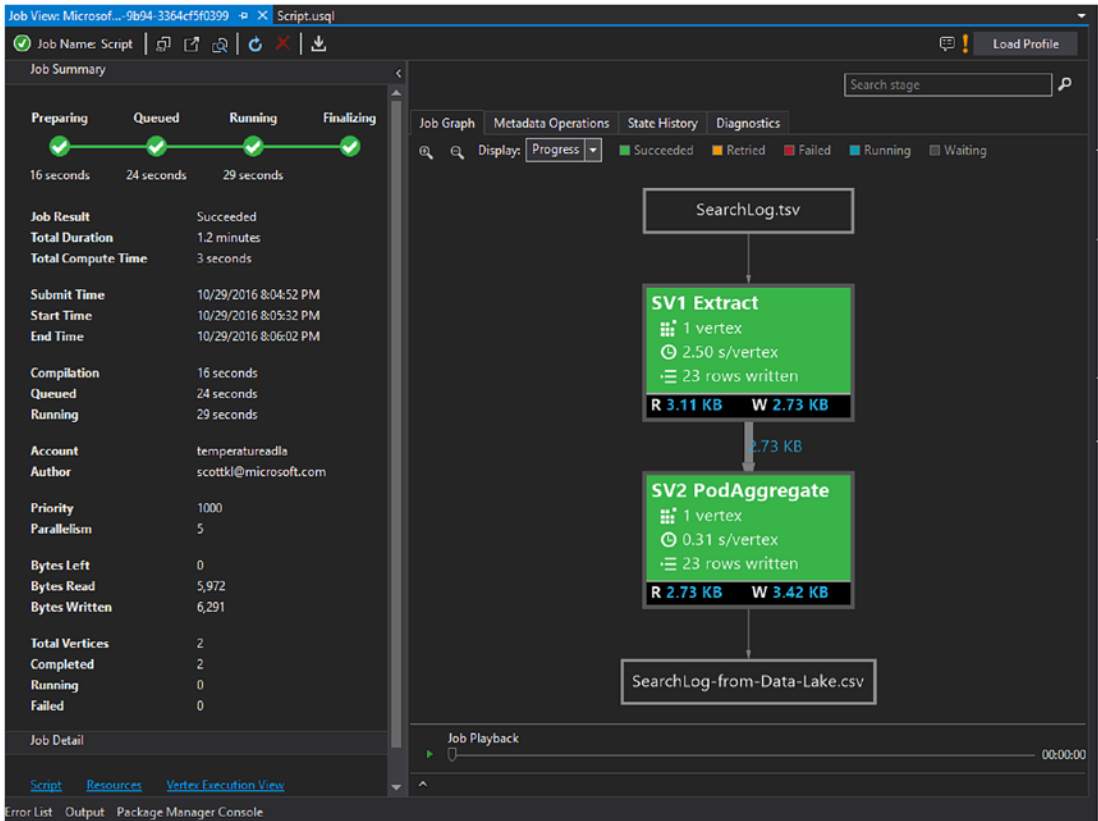 Job View: Microsof...-9b94-3364cf5f0399 Script.usql
Job Name: Script Load Profile
Job Summary
Search stage
Preparing Queued Running Finalizing
16 seconds 24 seconds 29 seconds
Job Result Succeeded
Total Duration 1.2 minutes
Total Compute Time 3 seconds
Submit Time 10/29/2016 8:04:52 PM
Start Time 10/29/2016 8:05:32 PM
End Time 10/29/2016 8:06:02 PM
Compilation 16 seconds
Queued 24 seconds
Running 29 seconds
Account temperatureadla
Author scottkl@microsoft.com
Priority 1000
Parallelism 5
Bytes Left 0
Bytes Read 5,972
Bytes Written 6,291
Total Vertices 2
Completed 2
Running 0
Failed 0
Job Detail
Script Resources Vertex Execution View
Job Graph Metadata Operations State History Diagnostics
Display: Progress Succeeded Retried Failed Running Waiting
SearchLog.tsv
SV1 Extract
1 vertex
2.50 s/vertex
23 rows written
R 3.11 KB W 2.73 KB
2.73 KB
SV2 PodAggregate
1 vertex
0.31 s/vertex
23 rows written
R 2.73 KB W 3.42 KB
SearchLog-from-Data-Lake.csv
Job Playback
00:00:00
Error List Output Package Manager Console